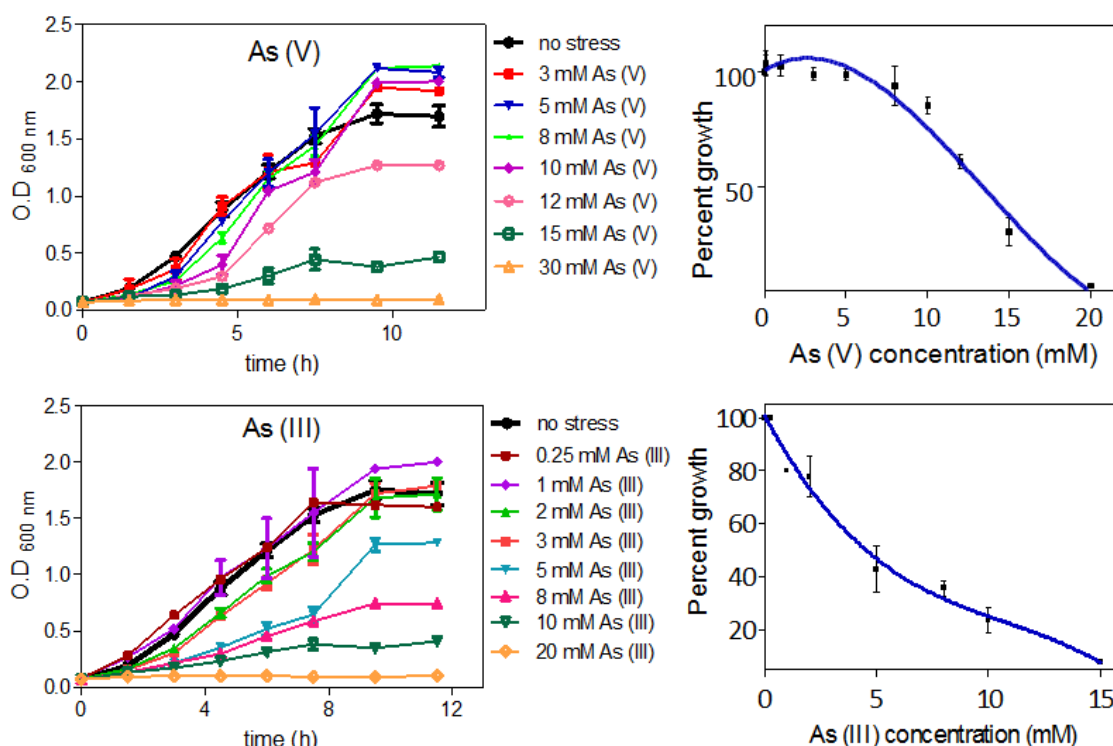 As (V)
2.5
2.0
1.5
1.0
0.5
0.0
O.D 600 nm
0
5
10
time (h)
no stress
3 mM As (V)
5 mM As (V)
8 mM As (V)
10 mM As (V)
12 mM As (V)
15 mM As (V)
30 mM As (V)
Percent growth
100
50
0
5
10
15
20
As (V) concentration (mM)
As (III)
2.5
2.0
1.5
1.0
0.5
0.0
O.D 600 nm
0
4
8
12
time (h)
no stress
0.25 mM As (III)
1 mM As (III)
2 mM As (III)
3 mM As (III)
5 mM As (III)
8 mM As (III)
10 mM As (III)
20 mM As (III)
Percent growth
100
80
60
40
20
0
5
10
15
As (III) concentration (mM)